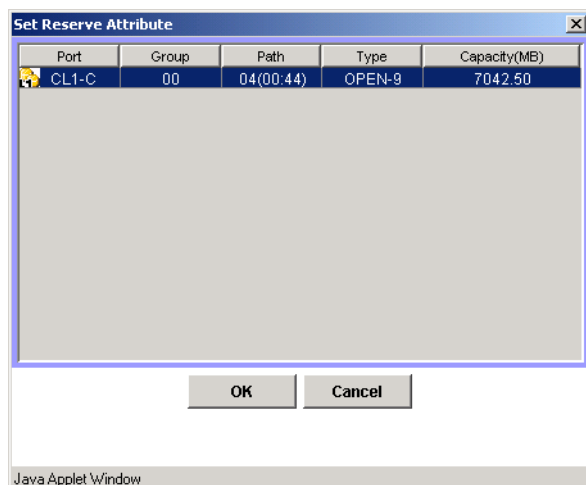 Set Reserve Attribute
Port Group Path Type Capacity(MB)
CL1-C 00 04(00:44) OPEN-9 7042.50
OK Cancel
Java Applet Window